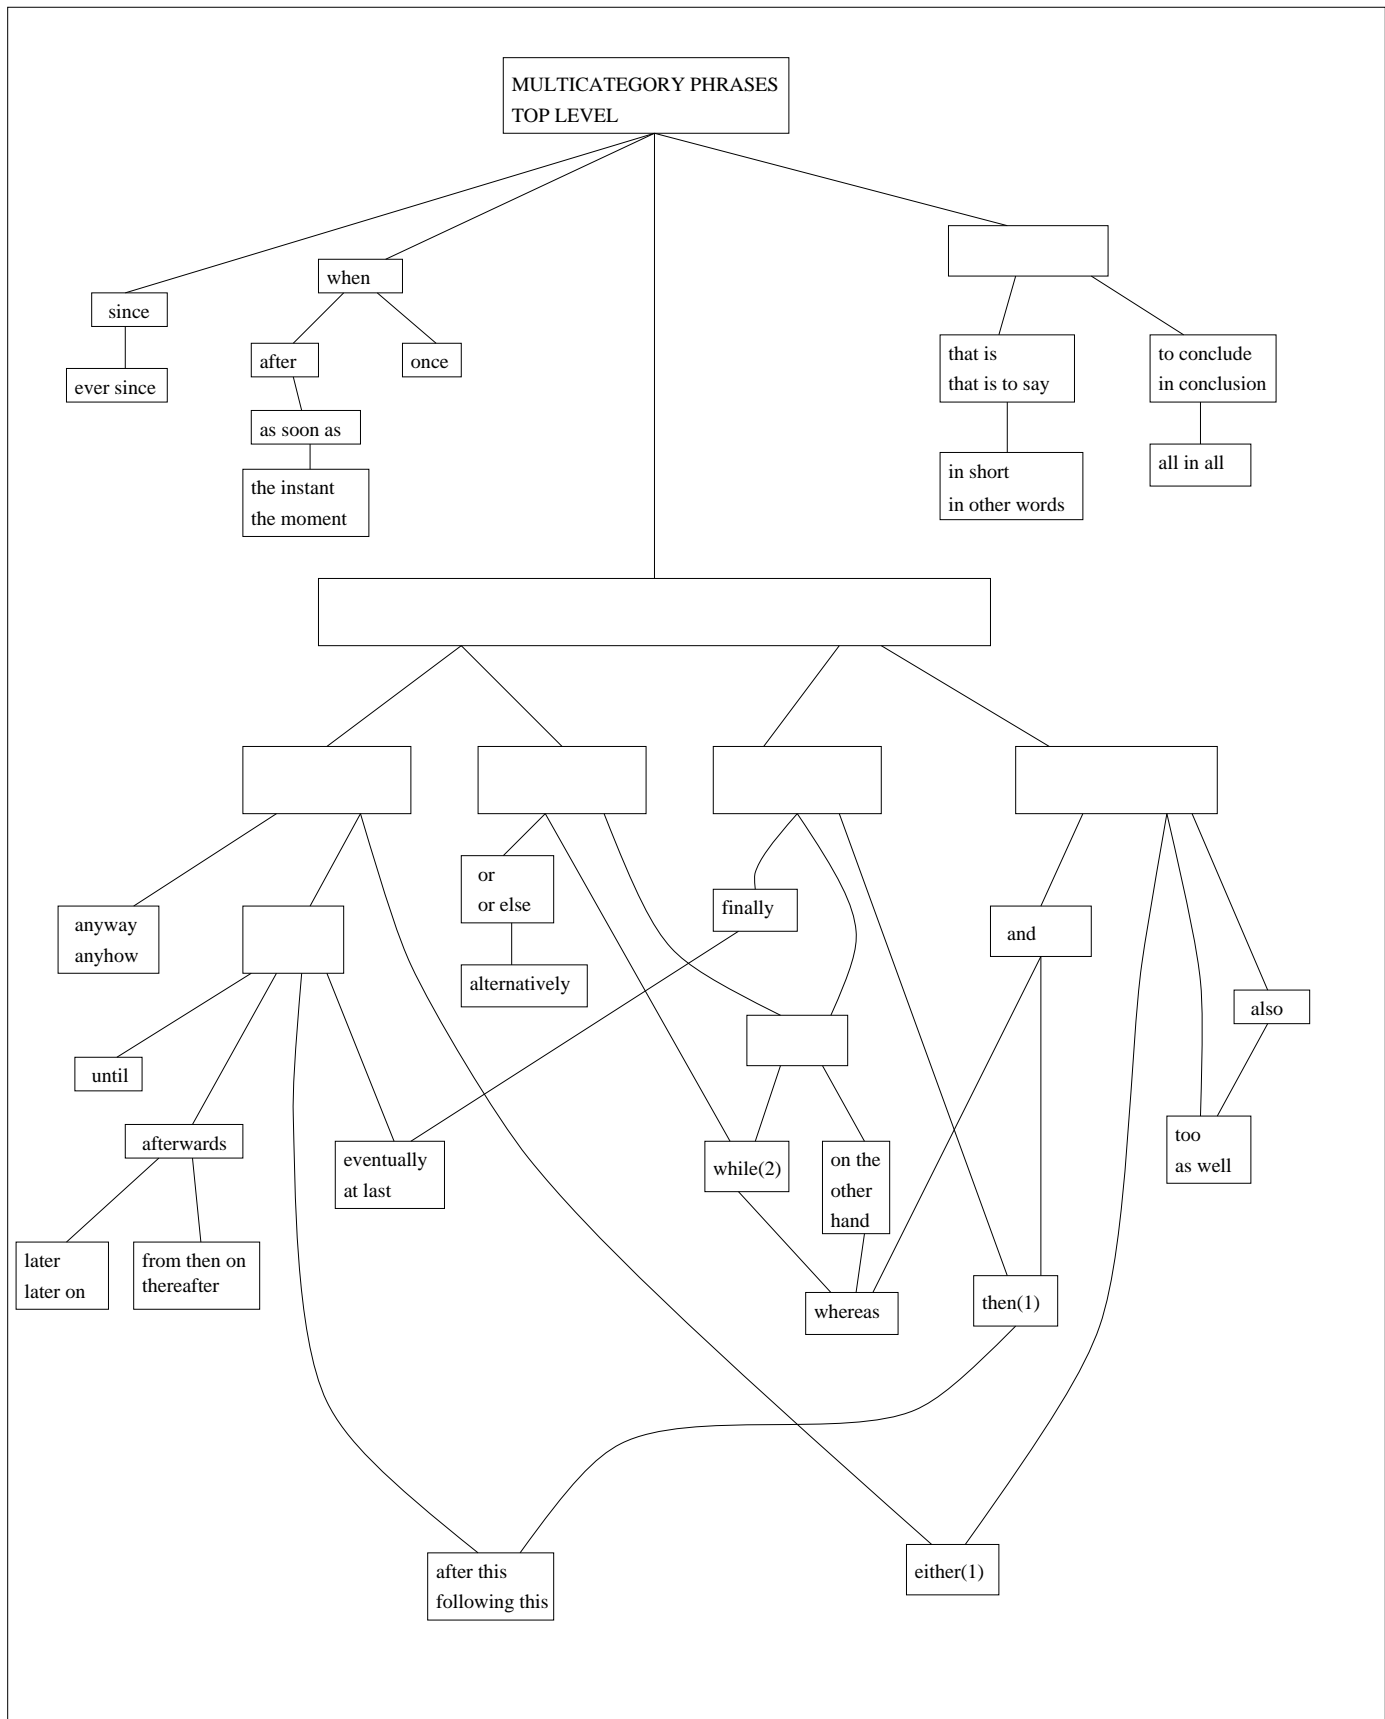 MULTICATEGORY PHRASES
TOP LEVEL
since
ever since
when
after
once
as soon as
the instant
the moment
that is
that is to say
to conclude
in conclusion
in short
in other words
all in all
anyway
anyhow
or
or else
alternatively
finally
and
also
until
afterwards
eventually
at last
while(2)
on the
other
hand
too
as well
later
later on
from then on
thereafter
whereas
then(1)
after this
following this
either(1)